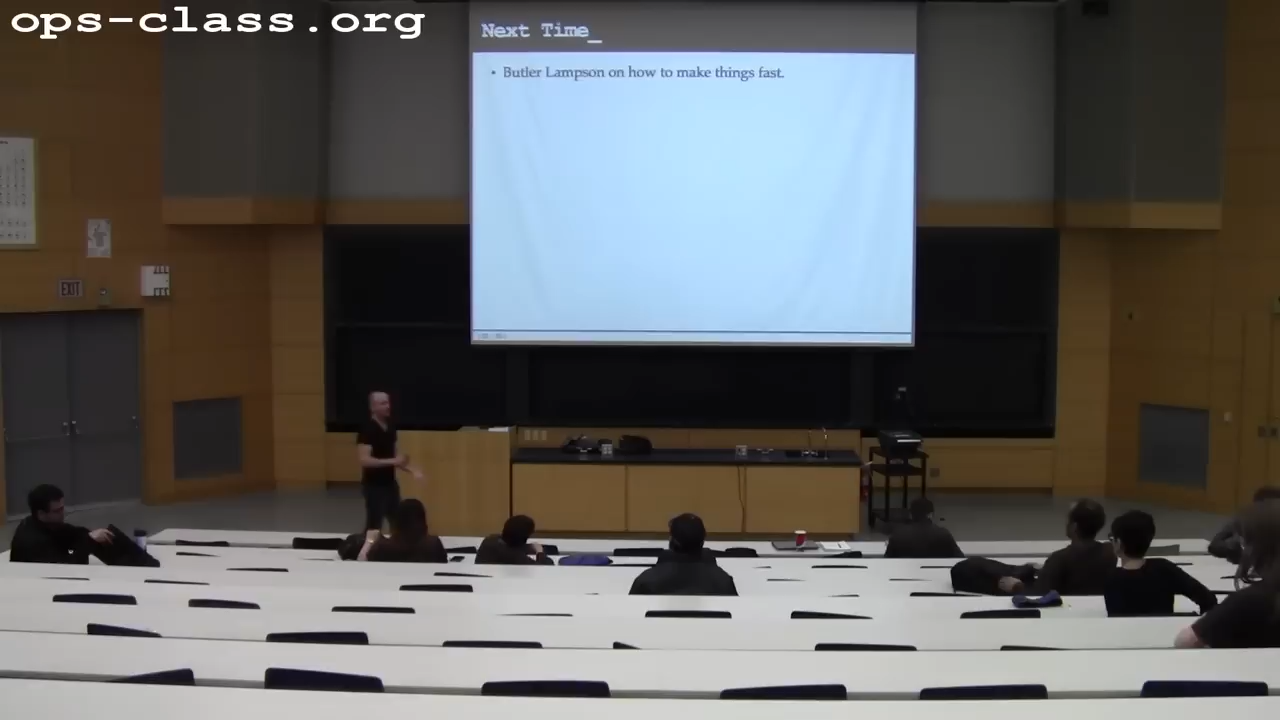 ops-class.org
Next Time_
• Butler Lampson on how to make things fast.
EXIT